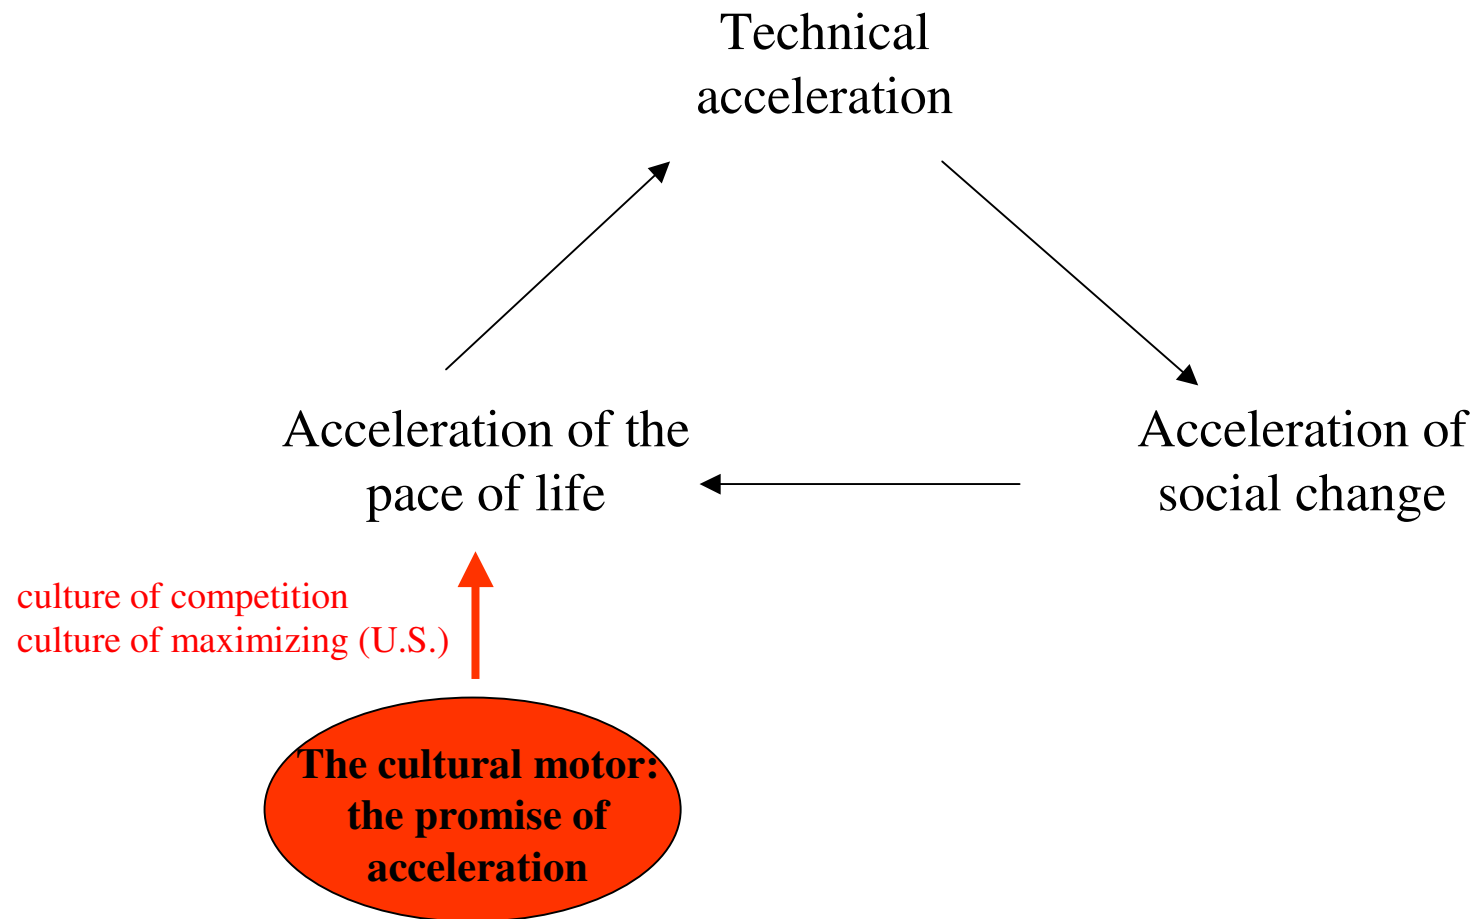 Technical
acceleration
Acceleration of the
pace of life
Acceleration of
social change
culture of competition
culture of maximizing (U.S.)
The cultural motor:
the promise of
acceleration